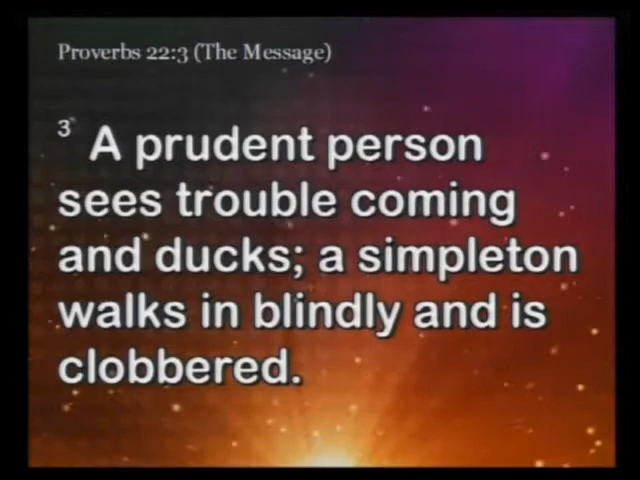 Proverbs 22:3 (The Message)
3 A prudent person
sees trouble coming
and ducks; a simpleton
walks in blindly and is
clobbered.